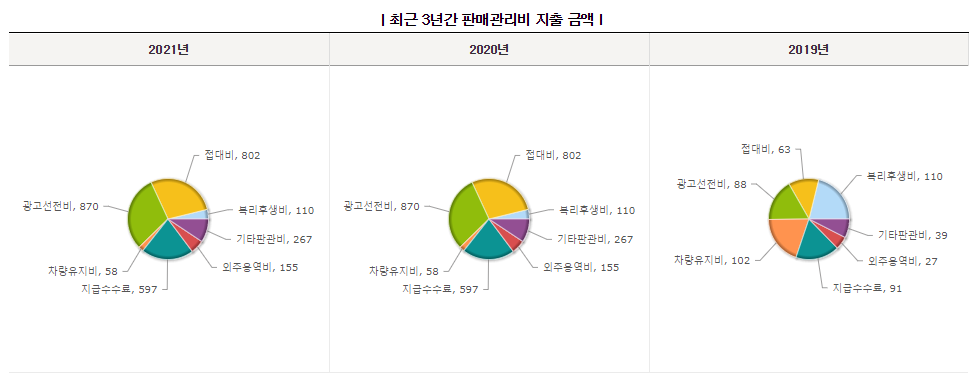 | 최근 3년간 판매관리비 지출 금액 |
2021년
2020년
2019년
접대비, 802
광고선전비, 870
복리후생비, 110
기타판관비, 267
차량유지비, 58
외주용역비, 155
지급수수료, 597
접대비, 802
광고선전비, 870
복리후생비, 110
기타판관비, 267
차량유지비, 58
외주용역비, 155
지급수수료, 597
접대비, 63
복리후생비, 110
광고선전비, 88
기타판관비, 39
차량유지비, 102
외주용역비, 27
지급수수료, 91